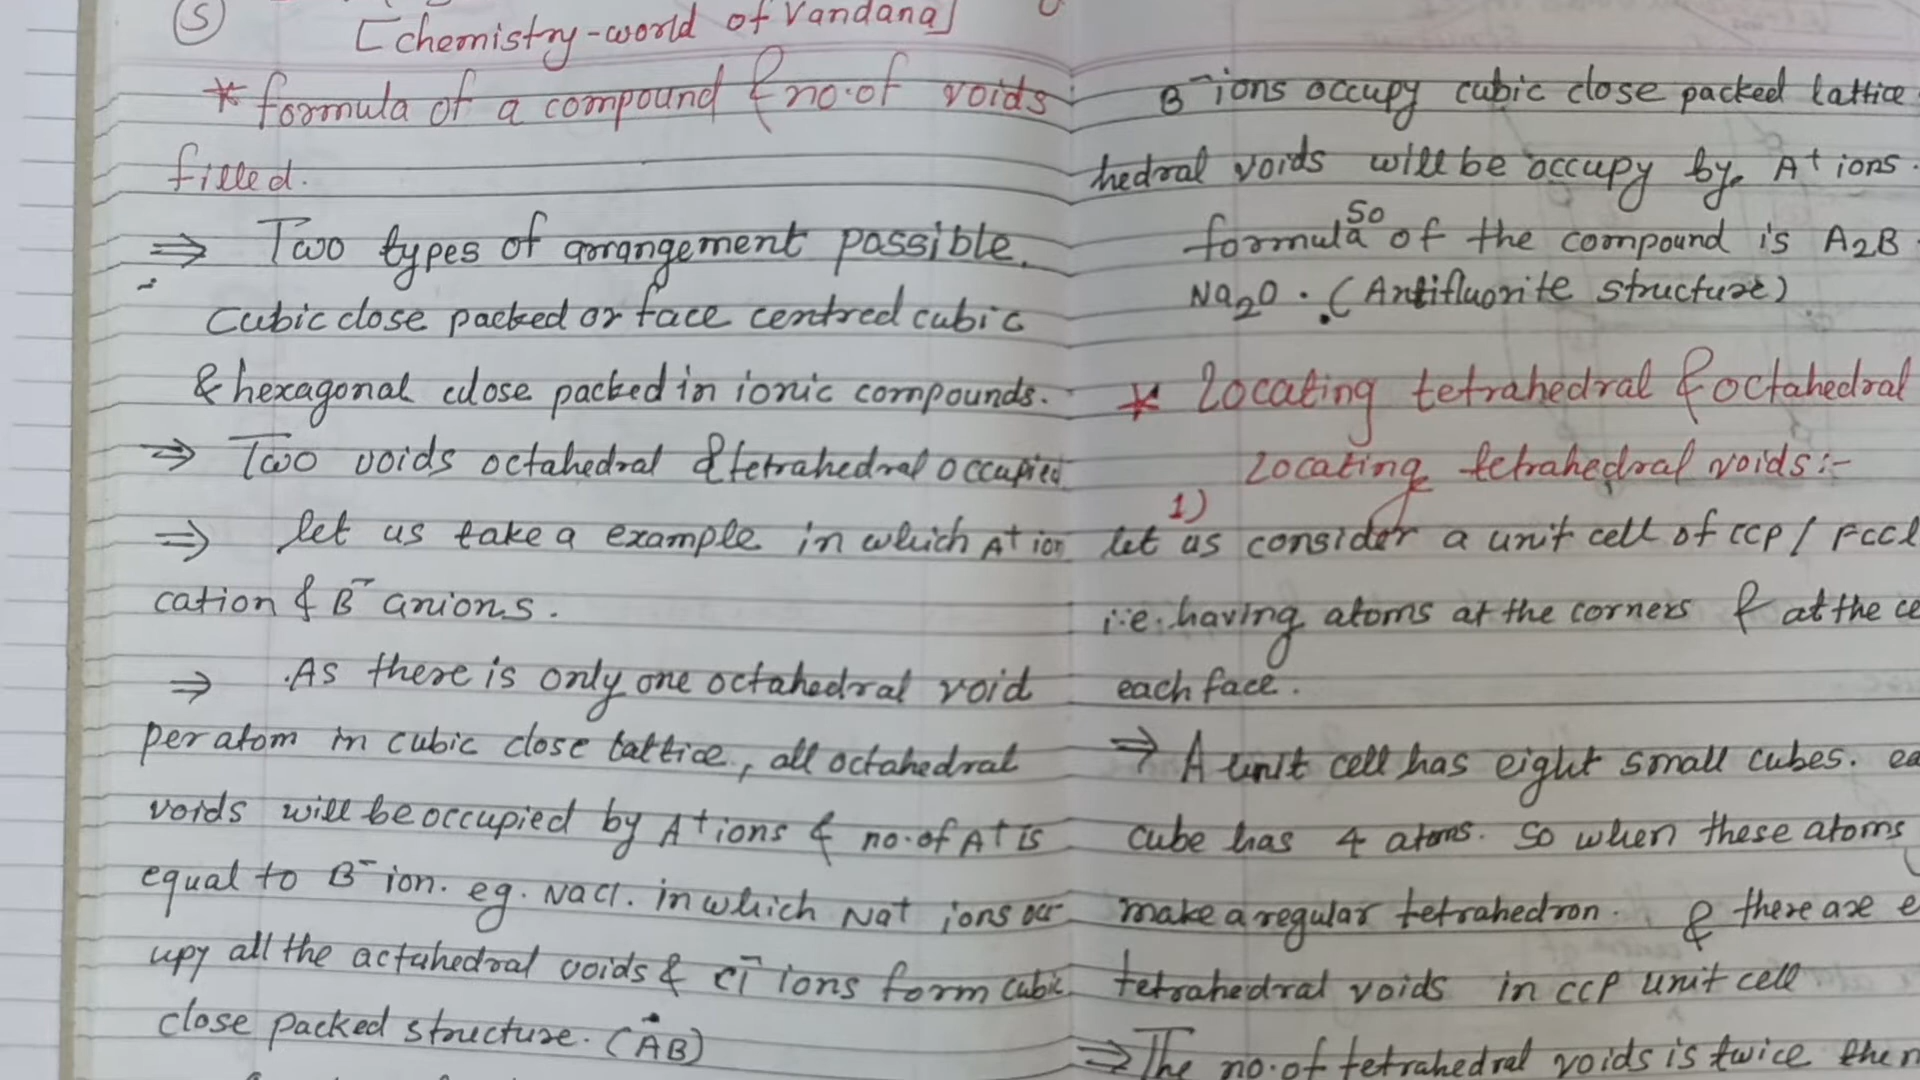 5
[chemistry-world of Vandana]
* formula of a compound & no. of voids
filled.
⇒ Two types of arrangement possible.
cubic close packed or face centred cubic
& hexagonal close packed in ionic compounds.
⇒ Two voids octahedral & tetrahedral occupied
⇒ let us take a example in which A+ ion
cation & B- anions.
⇒ As there is only one octahedral void
per atom in cubic close lattice, all octahedral
voids will be occupied by A+ ions & no. of A+ is
equal to B- ion. eg. NaCl. in which Na+ ions occ
upy all the octahedral voids & Cl- ions form cubic
close packed structure. (AB)
B- ions occupy cubic close packed lattice
hedral voids will be occupy by A+ ions.
so
formula of the compound is A2B
Na2O. (Antifluorite structure)
* Locating tetrahedral & octahedral
Locating tetrahedral voids:-
1)
let us consider a unit cell of ccp / Fccl
i.e. having atoms at the corners & at the ce
each face.
⇒ A unit cell has eight small cubes. ea
cube has 4 atoms. So when these atoms
make a regular tetrahedron. & there are e
tetrahedral voids in ccp unit cell
⇒ The no. of tetrahedral voids is twice the n